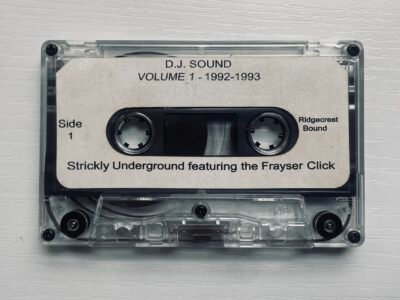 D.J. SOUND
VOLUME 1 - 1992-1993
Side
1
Ridgecrest
Bound
Strickly Underground featuring the Frayser Click